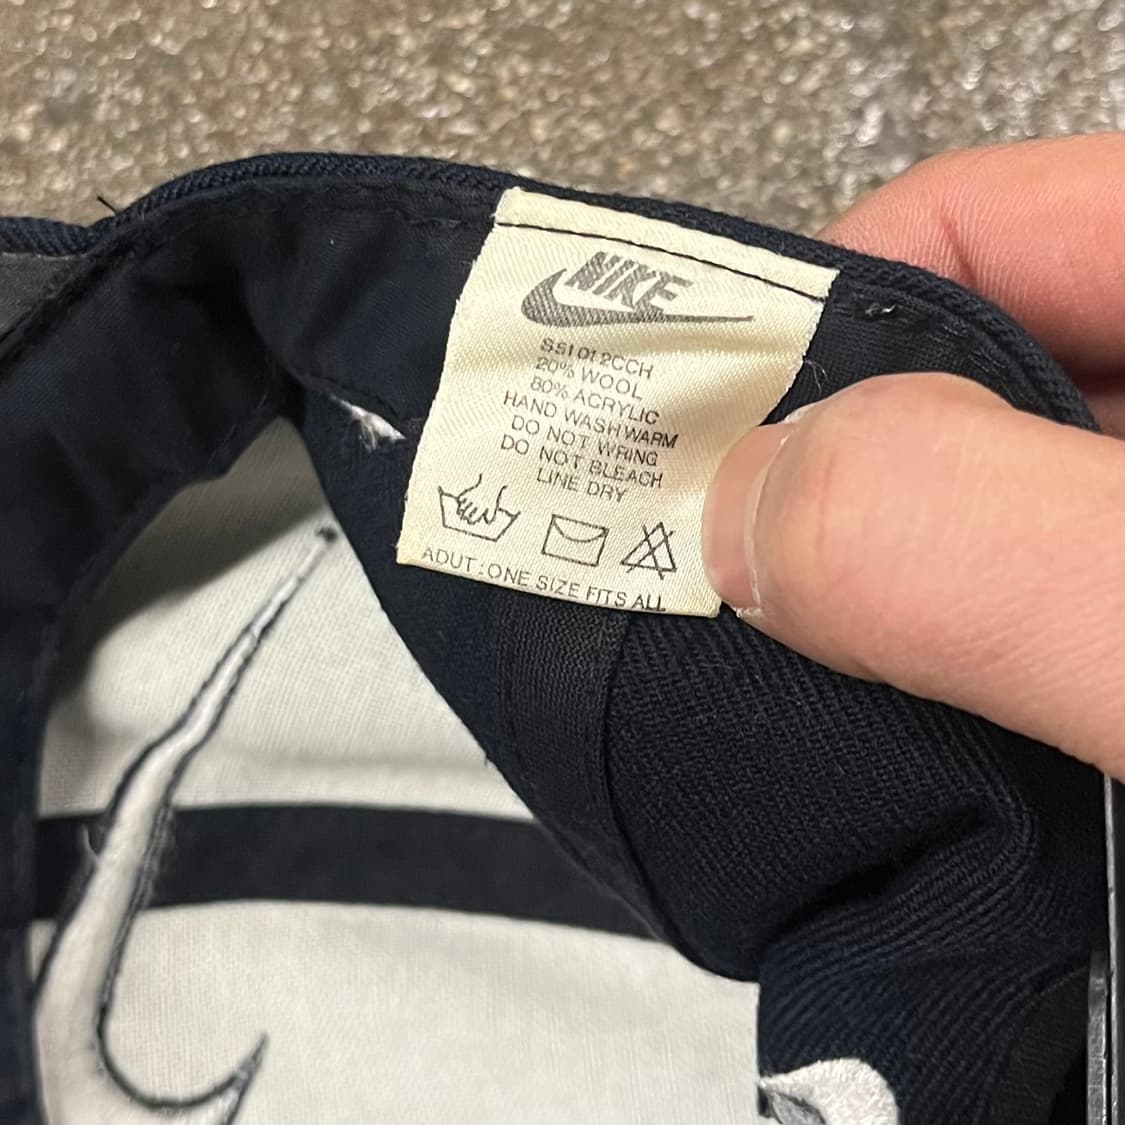 NIKE
S51012CCH
20% WOOL
80% ACRYLIC
HAND WASH WARM
DO NOT WRING
DO NOT BLEACH
LINE DRY
ADUT:ONE SIZE FITS ALL